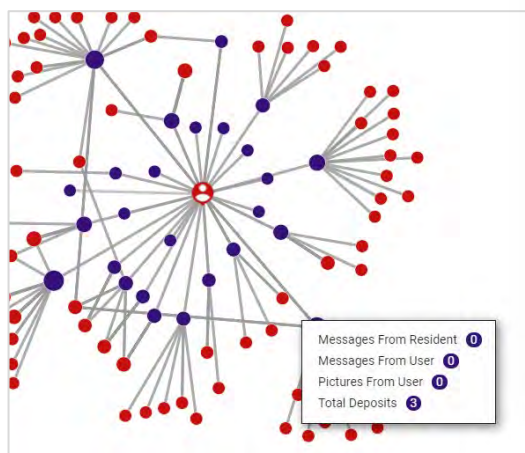 Messages From Resident 0
Messages From User 0
Pictures From User 0
Total Deposits 3